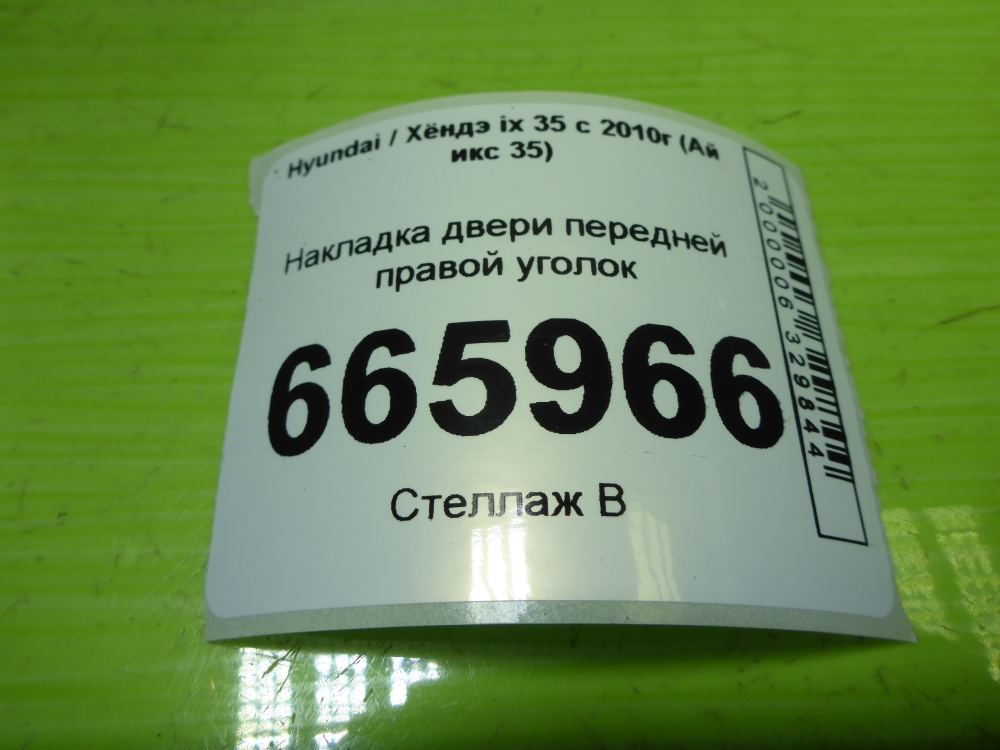 Hyundai / Хёндэ ix 35 с 2010г (Ай
икс 35)
Накладка двери передней
правой уголок
665966
Стеллаж В
2000006329844